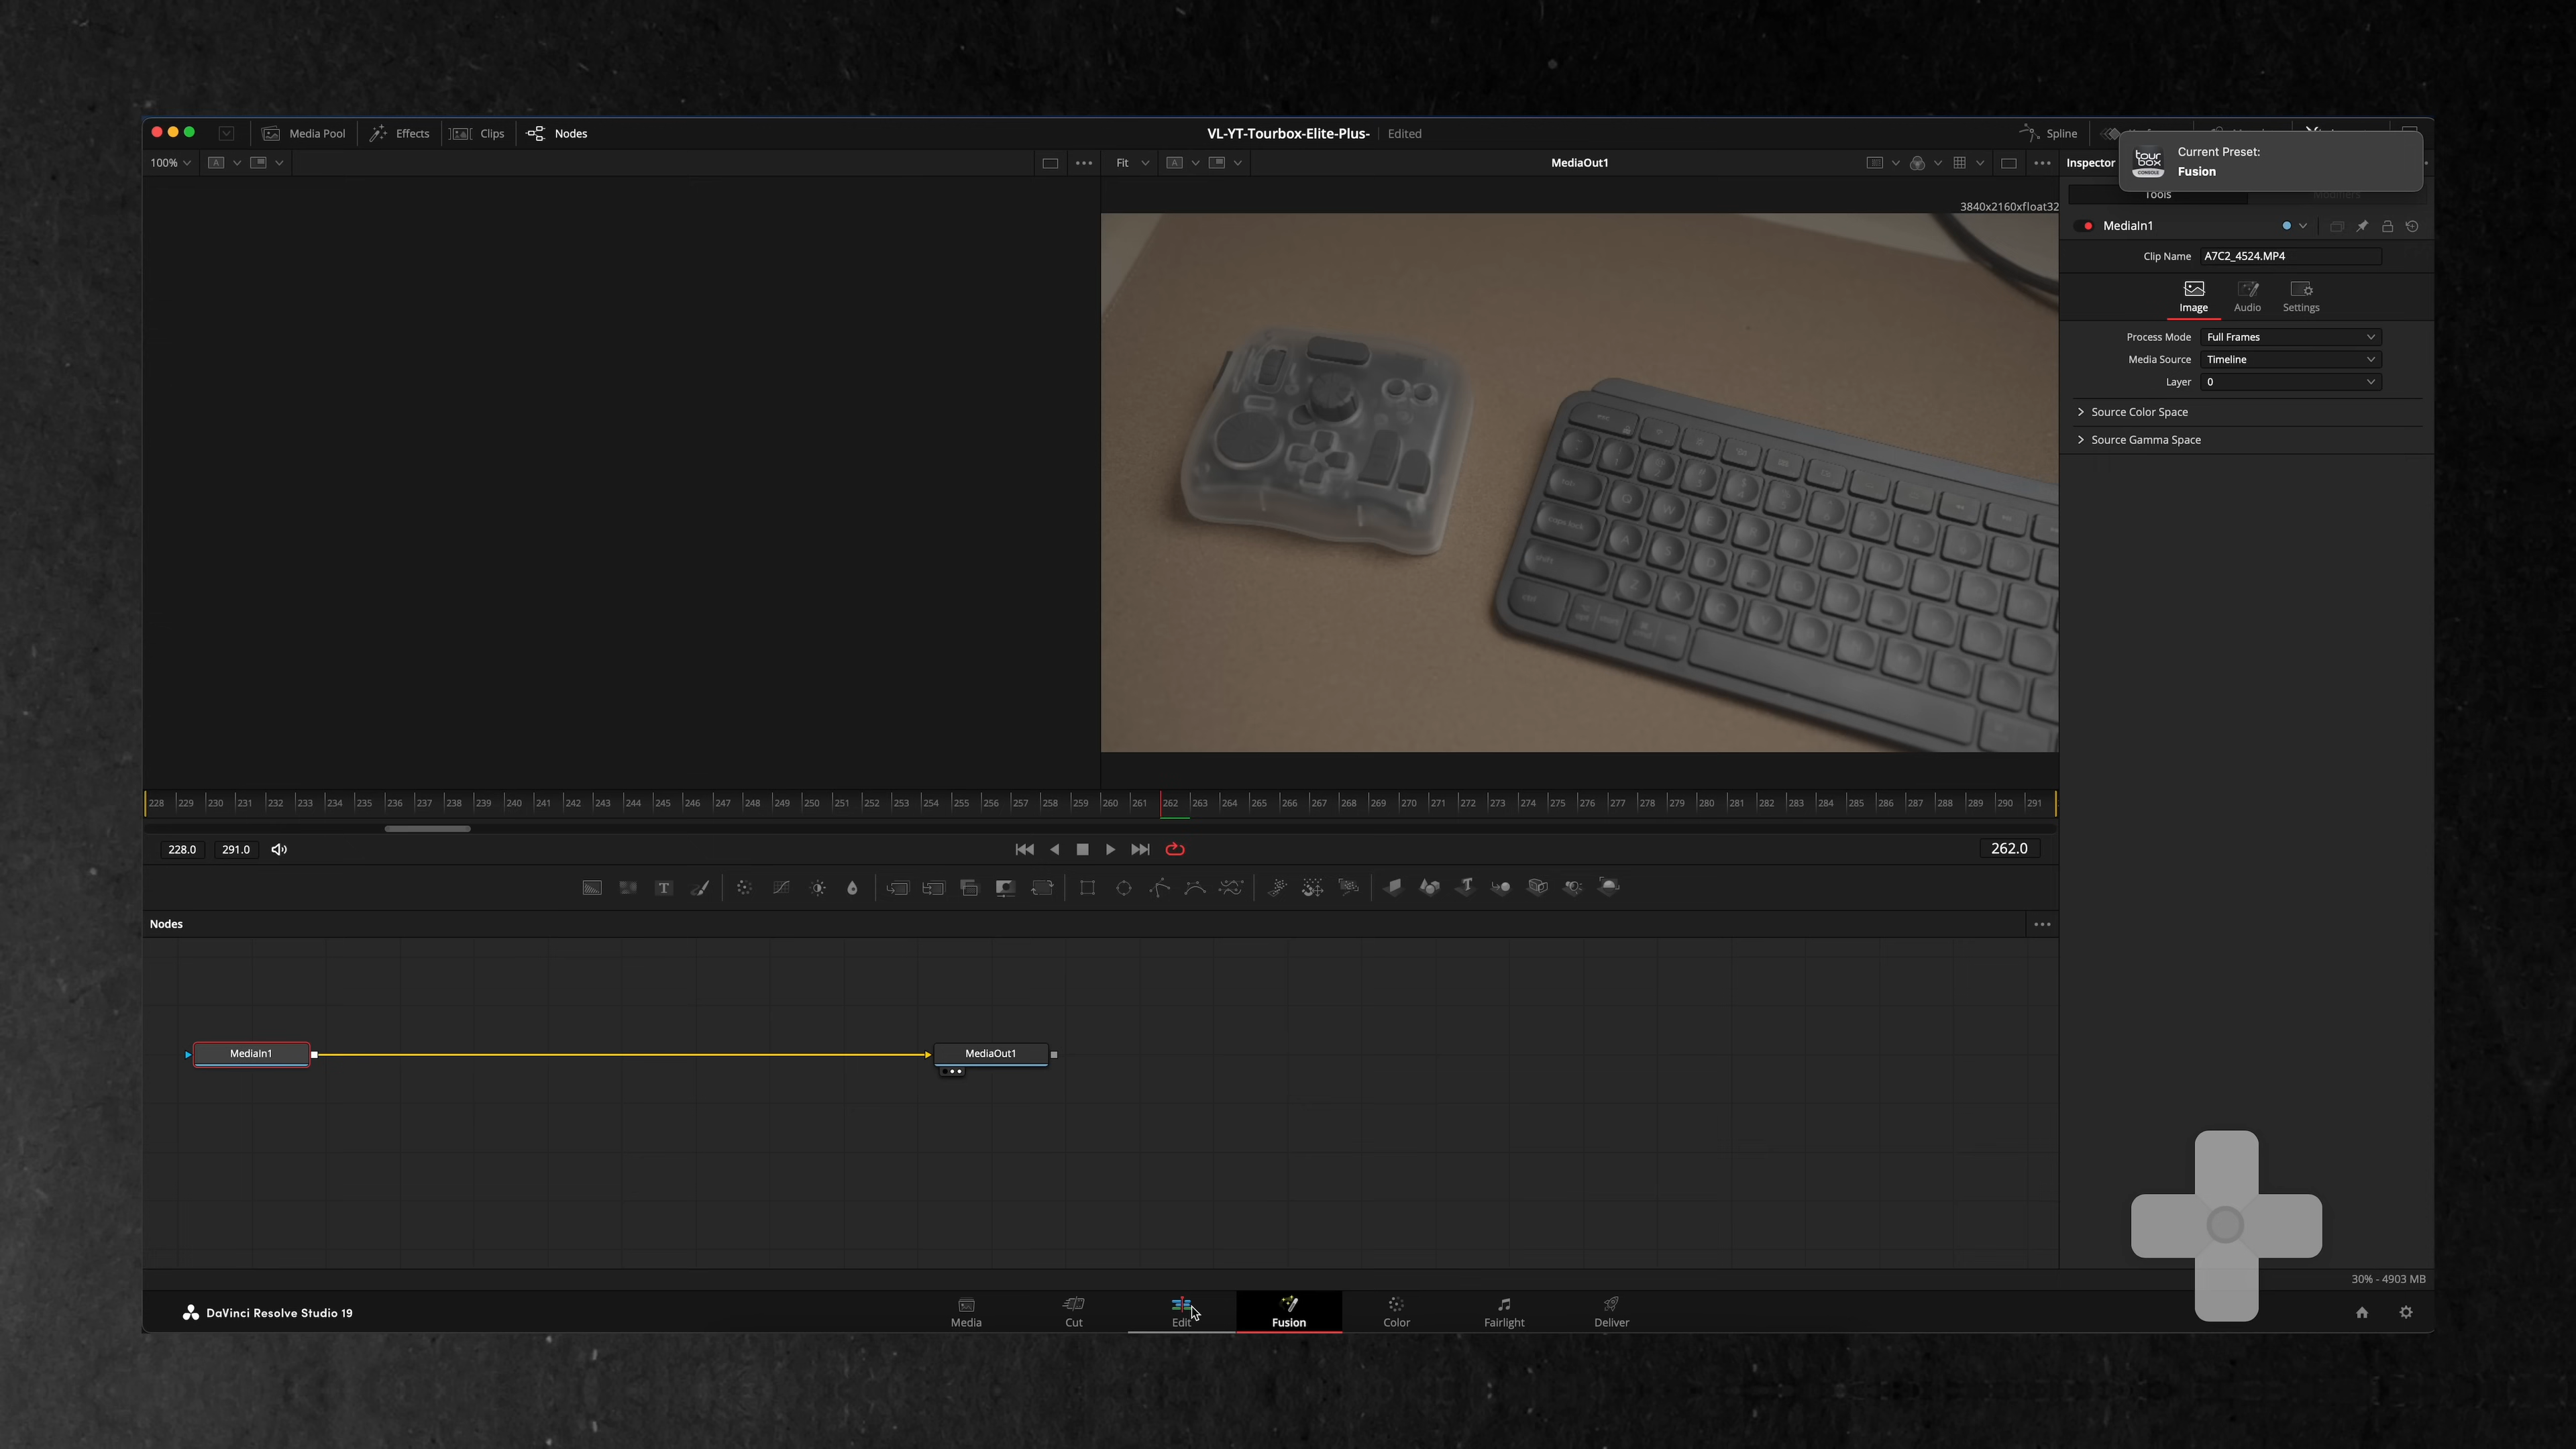 Media Pool
Effects
Clips
Nodes
VL-YT-Tourbox-Elite-Plus-
Edited
Spline
100%
Fit
MediaOut1
Inspector
tour
box
CONSOLE
Current Preset:
Fusion
Tools
Modifiers
3840x2160xfloat32
MediaIn1
Clip Name
A7C2_4524.MP4
Image
Audio
Settings
Process Mode
Full Frames
Media Source
Timeline
Layer
0
Source Color Space
Source Gamma Space
228 229 230 231 232 233 234 235 236 237 238 239 240 241 242 243 244 245 246 247 248 249 250 251 252 253 254 255 256 257 258 259 260 261 262 263 264 265 266 267 268 269 270 271 272 273 274 275 276 277 278 279 280 281 282 283 284 285 286 287 288 289 290 291
228.0
291.0
262.0
Nodes
MediaIn1
MediaOut1
30% - 4903 MB
DaVinci Resolve Studio 19
Media
Cut
Edit
Fusion
Color
Fairlight
Deliver